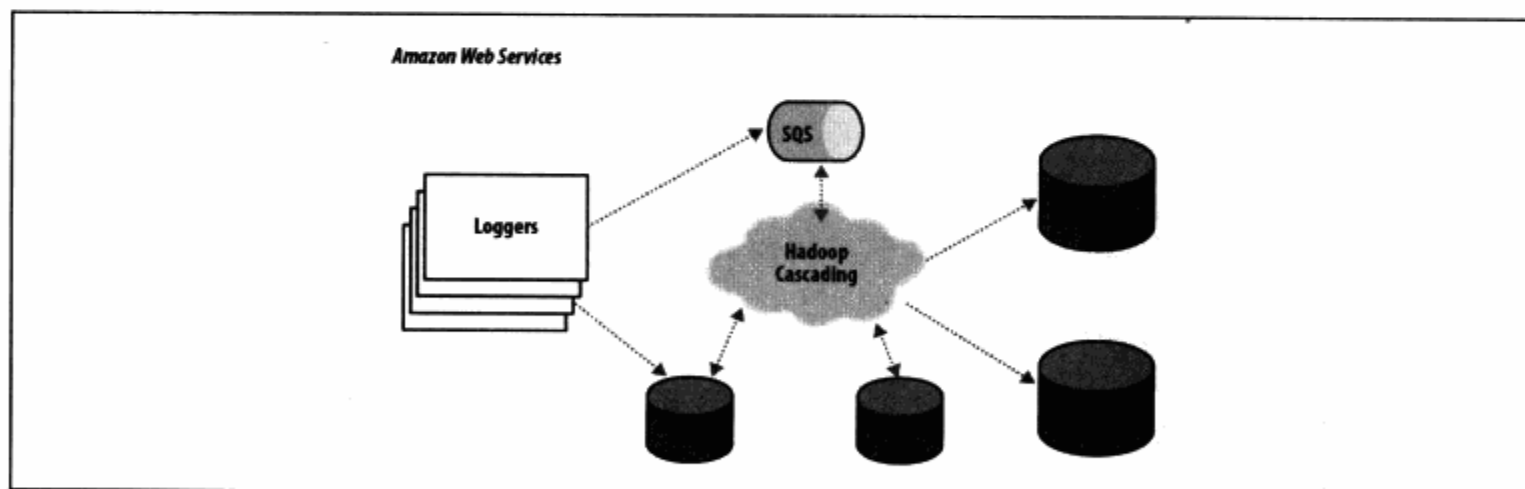 Amazon Web Services
SQS
Loggers
Hadoop
Cascading